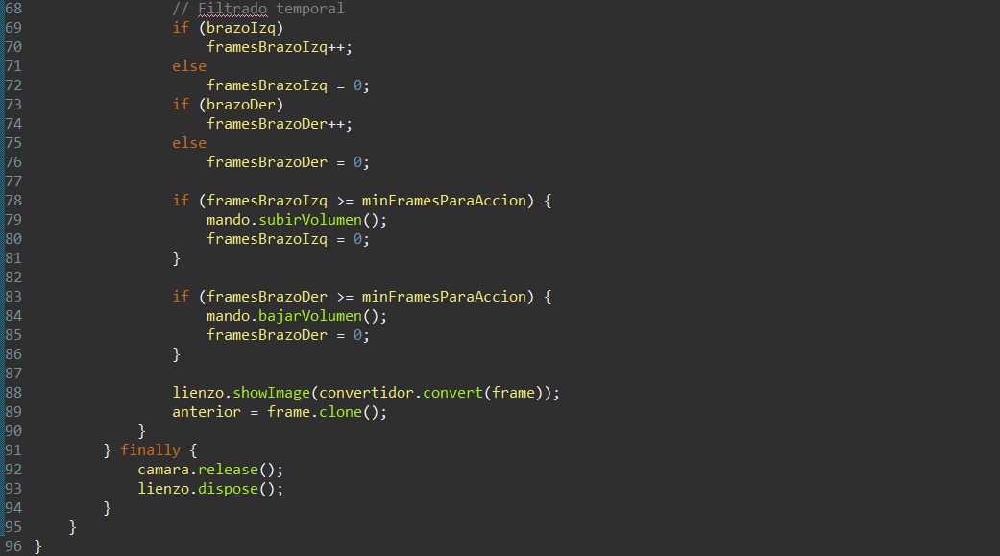 68 // Filtrado temporal
69 if (brazoIzq)
70 framesBrazoIzq++;
71 else
72 framesBrazoIzq = 0;
73 if (brazoDer)
74 framesBrazoDer++;
75 else
76 framesBrazoDer = 0;
77
78 if (framesBrazoIzq >= minFramesParaAccion) {
79 mando.subirVolumen();
80 framesBrazoIzq = 0;
81 }
82
83 if (framesBrazoDer >= minFramesParaAccion) {
84 mando.bajarVolumen();
85 framesBrazoDer = 0;
86 }
87
88 lienzo.showImage(convertidor.convert(frame));
89 anterior = frame.clone();
90 }
91 } finally {
92 camara.release();
93 lienzo.dispose();
94 }
95 }
96 }